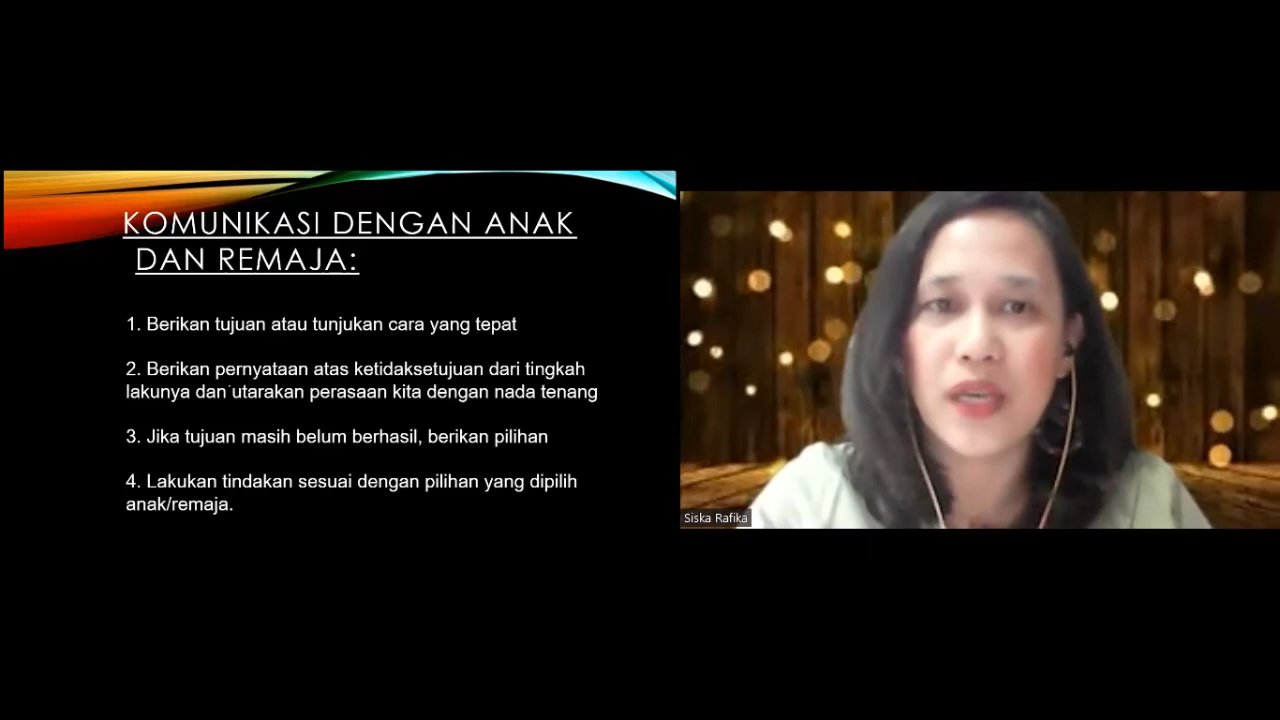 KOMUNIKASI DENGAN ANAK
DAN REMAJA:
1. Berikan tujuan atau tunjukan cara yang tepat
2. Berikan pernyataan atas ketidaksetujuan dari tingkah
lakunya dan utarakan perasaan kita dengan nada tenang
3. Jika tujuan masih belum berhasil, berikan pilihan
4. Lakukan tindakan sesuai dengan pilihan yang dipilih
anak/remaja.
Siska Rafika